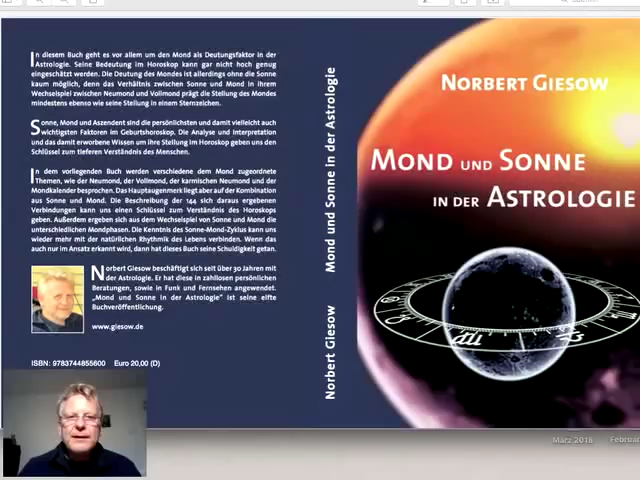 In diesem Buch geht es vor allem um den Mond als Deutungsfaktor in der
Astrologie. Seine Bedeutung im Horoskop kann gar nicht hoch genug
eingeschätzt werden. Die Deutung des Mondes ist allerdings ohne die Sonne
kaum möglich, denn das Verhältnis zwischen Sonne und Mond in ihrem
Wechselspiel zwischen Neumond und Vollmond prägt die Stellung des Mondes
mindestens ebenso wie seine Stellung in einem Sternzeichen.
Sonne, Mond und Aszendent sind die persönlichsten und damit vielleicht auch
wichtigsten Faktoren im Geburtshoroskop. Die Analyse und Interpretation
und das damit erworbene Wissen um ihre Stellung im Horoskop geben uns den
Schlüssel zum tieferen Verständnis des Menschen.
In dem vorliegenden Buch werden verschiedene dem Mond zugeordnete
Themen, wie der Neumond, der Vollmond, der karmischen Neumond und der
Mondkalender besprochen. Das Hauptaugenmerk liegt aber auf der Kombination
aus Sonne und Mond. Die Beschreibung der 144 sich daraus ergebenen
Verbindungen kann uns einen Schlüssel zum Verständnis des Horoskops
geben. Außerdem ergeben sich aus dem Wechselspiel von Sonne und Mond die
unterschiedlichen Mondphasen. Die Kenntnis des Sonne-Mond-Zyklus kann uns
wieder mehr mit der natürlichen Rhythmik des Lebens verbinden. Wenn das
auch nur im Ansatz erkannt wird, dann hat dieses Buch seine Schuldigkeit getan.
Norbert Giesow beschäftigt sich seit über 30 Jahren mit
der Astrologie. Er hat diese in zahllosen persönlichen
Beratungen, sowie in Funk und Fernsehen angewendet.
„Mond und Sonne in der Astrologie" ist seine elfte
Buchveröffentlichung.
www.giesow.de
ISBN: 9783744855600 Euro 20,00 (D)
Norbert Giesow Mond und Sonne in der Astrologie
NORBERT GIESOW
MOND UND SONNE
IN DER ASTROLOGIE
März 2018 Februar